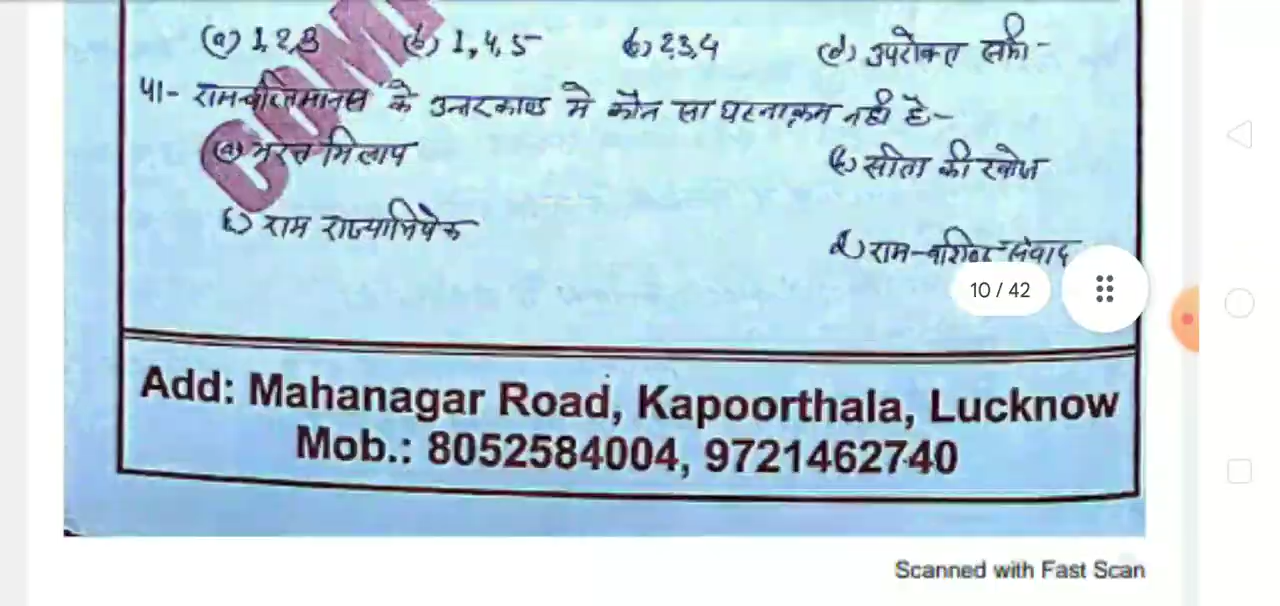 (a) 1,2,3 (b) 1, 4, 5 (c) 2,3,4 (d) उपरोक्त सभी-
41- रामचरितमानस के उत्तरकाण्ड मे कौन सा घटनाक्रम नही है-
(a) भरत मिलाप (b) सीता की खोज
(c) राम राज्याभिषेक
(d) राम-वशिष्ठ संवाद
10 / 42
Add: Mahanagar Road, Kapoorthala, Lucknow
Mob.: 8052584004, 9721462740
Scanned with Fast Scan